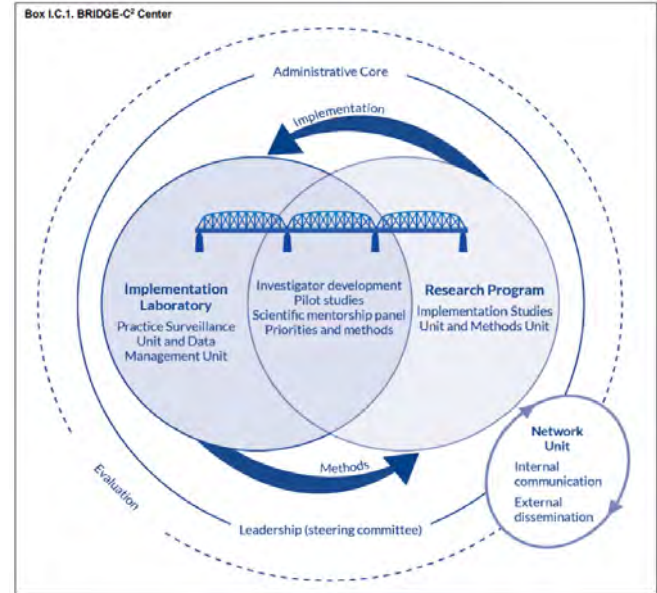 Box I.C.1. BRIDGE-C² Center
Administrative Core
Implementation
Implementation
Laboratory
Practice Surveillance
Unit and Data
Management Unit
Investigator development
Pilot studies
Scientific mentorship panel
Priorities and methods
Research Program
Implementation Studies
Unit and Methods Unit
Methods
Evaluation
Leadership (steering committee)
Network
Unit
Internal
communication
External
dissemination